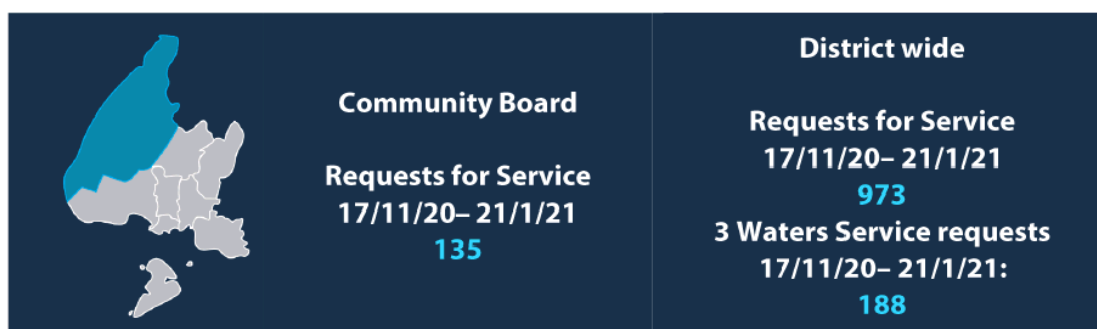 Community Board
Requests for Service
17/11/20– 21/1/21
135
District wide
Requests for Service
17/11/20– 21/1/21
973
3 Waters Service requests
17/11/20– 21/1/21:
188